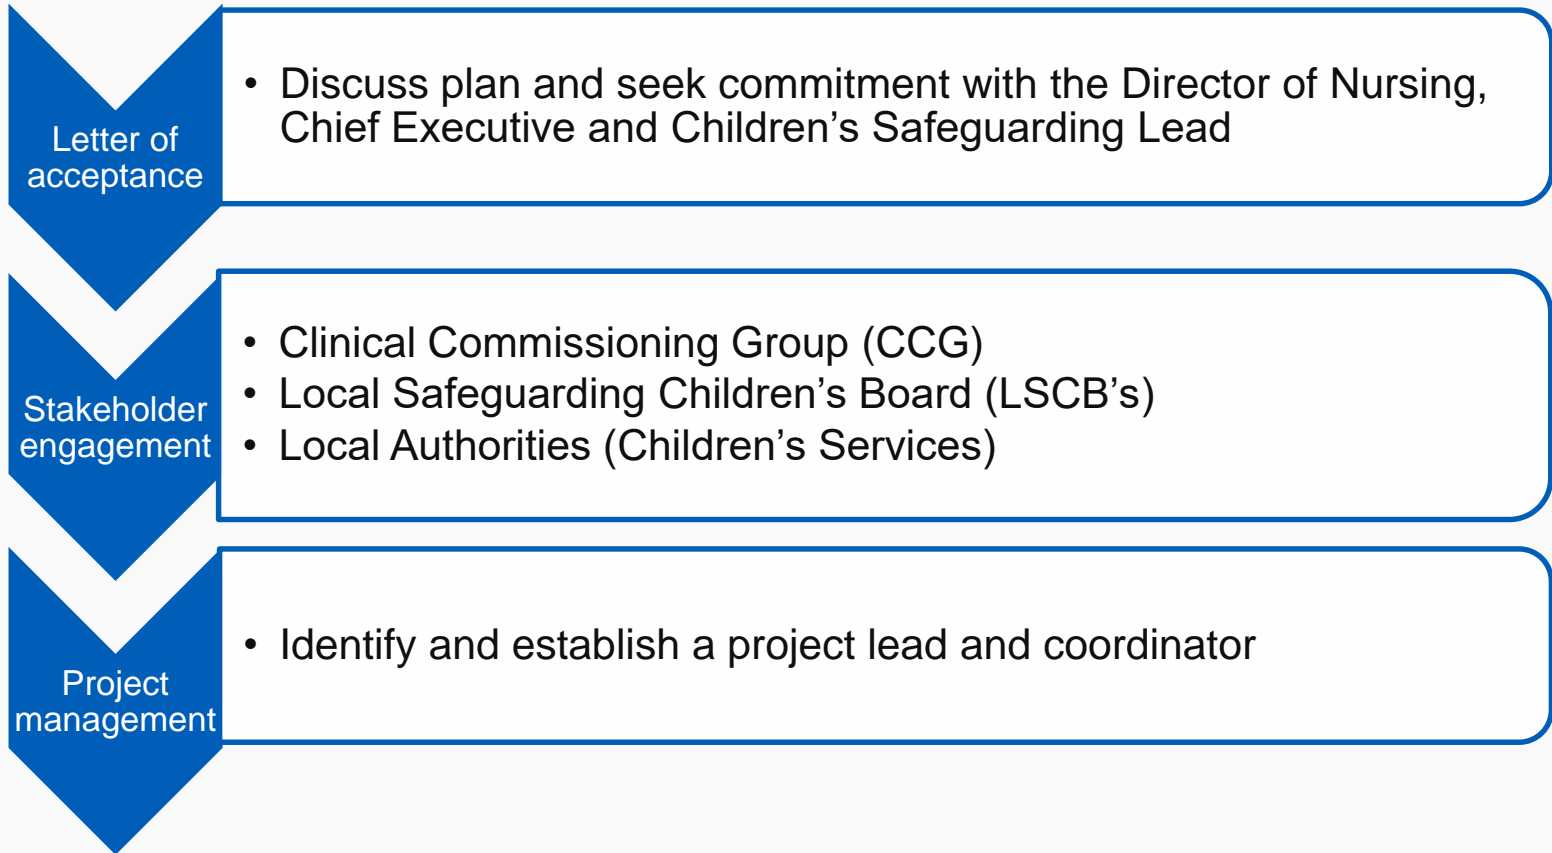 Letter of
acceptance
• Discuss plan and seek commitment with the Director of Nursing,
Chief Executive and Children’s Safeguarding Lead
Stakeholder
engagement
• Clinical Commissioning Group (CCG)
• Local Safeguarding Children’s Board (LSCB’s)
• Local Authorities (Children’s Services)
Project
management
• Identify and establish a project lead and coordinator